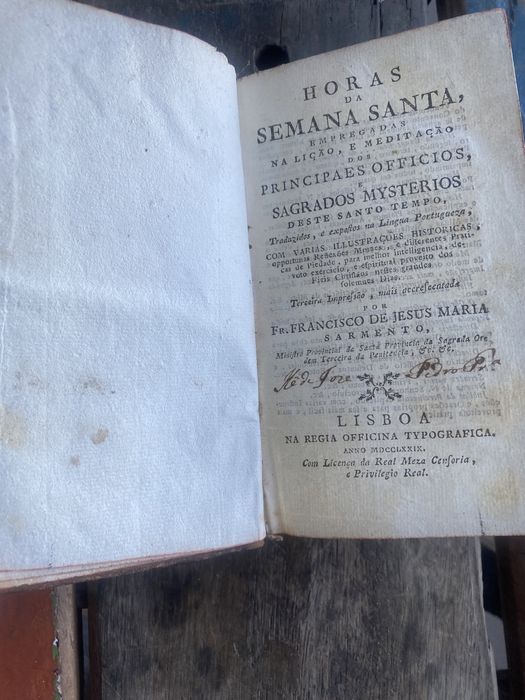 HORAS
DA
SEMANA SANTA,
EMPREGADAS
NA LIÇÃO, E MEDITAÇÃO
DOS
PRINCIPAES OFFICIOS,
E
SAGRADOS MYSTERIOS
DESTE SANTO TEMPO,
Traduzidos, e expostos na Lingua Portugueza,
COM VARIAS ILLUSTRAÇÕES HISTORICAS,
opportunas Reflexões Moraes, e differentes Prati-
cas de Piedade, para melhor intelligencia, de-
voto exercicio, e espiritual proveito dos
Fieis Christãos nestes grandes
solemnes Dias.
Terceira Impressão, mais accrescentada
POR
FR. FRANCISCO DE JESUS MARIA
SARMENTO,
Ministro Provincial da Santa Provincia da Sagrada Or-
dem Terceira da Penitencia, &c. &c.
de Joze Pedro
LISBOA
NA REGIA OFFICINA TYPOGRAFICA.
ANNO MDCCLXXIX.
Com Licença da Real Meza Censoria,
e Privilegio Real.